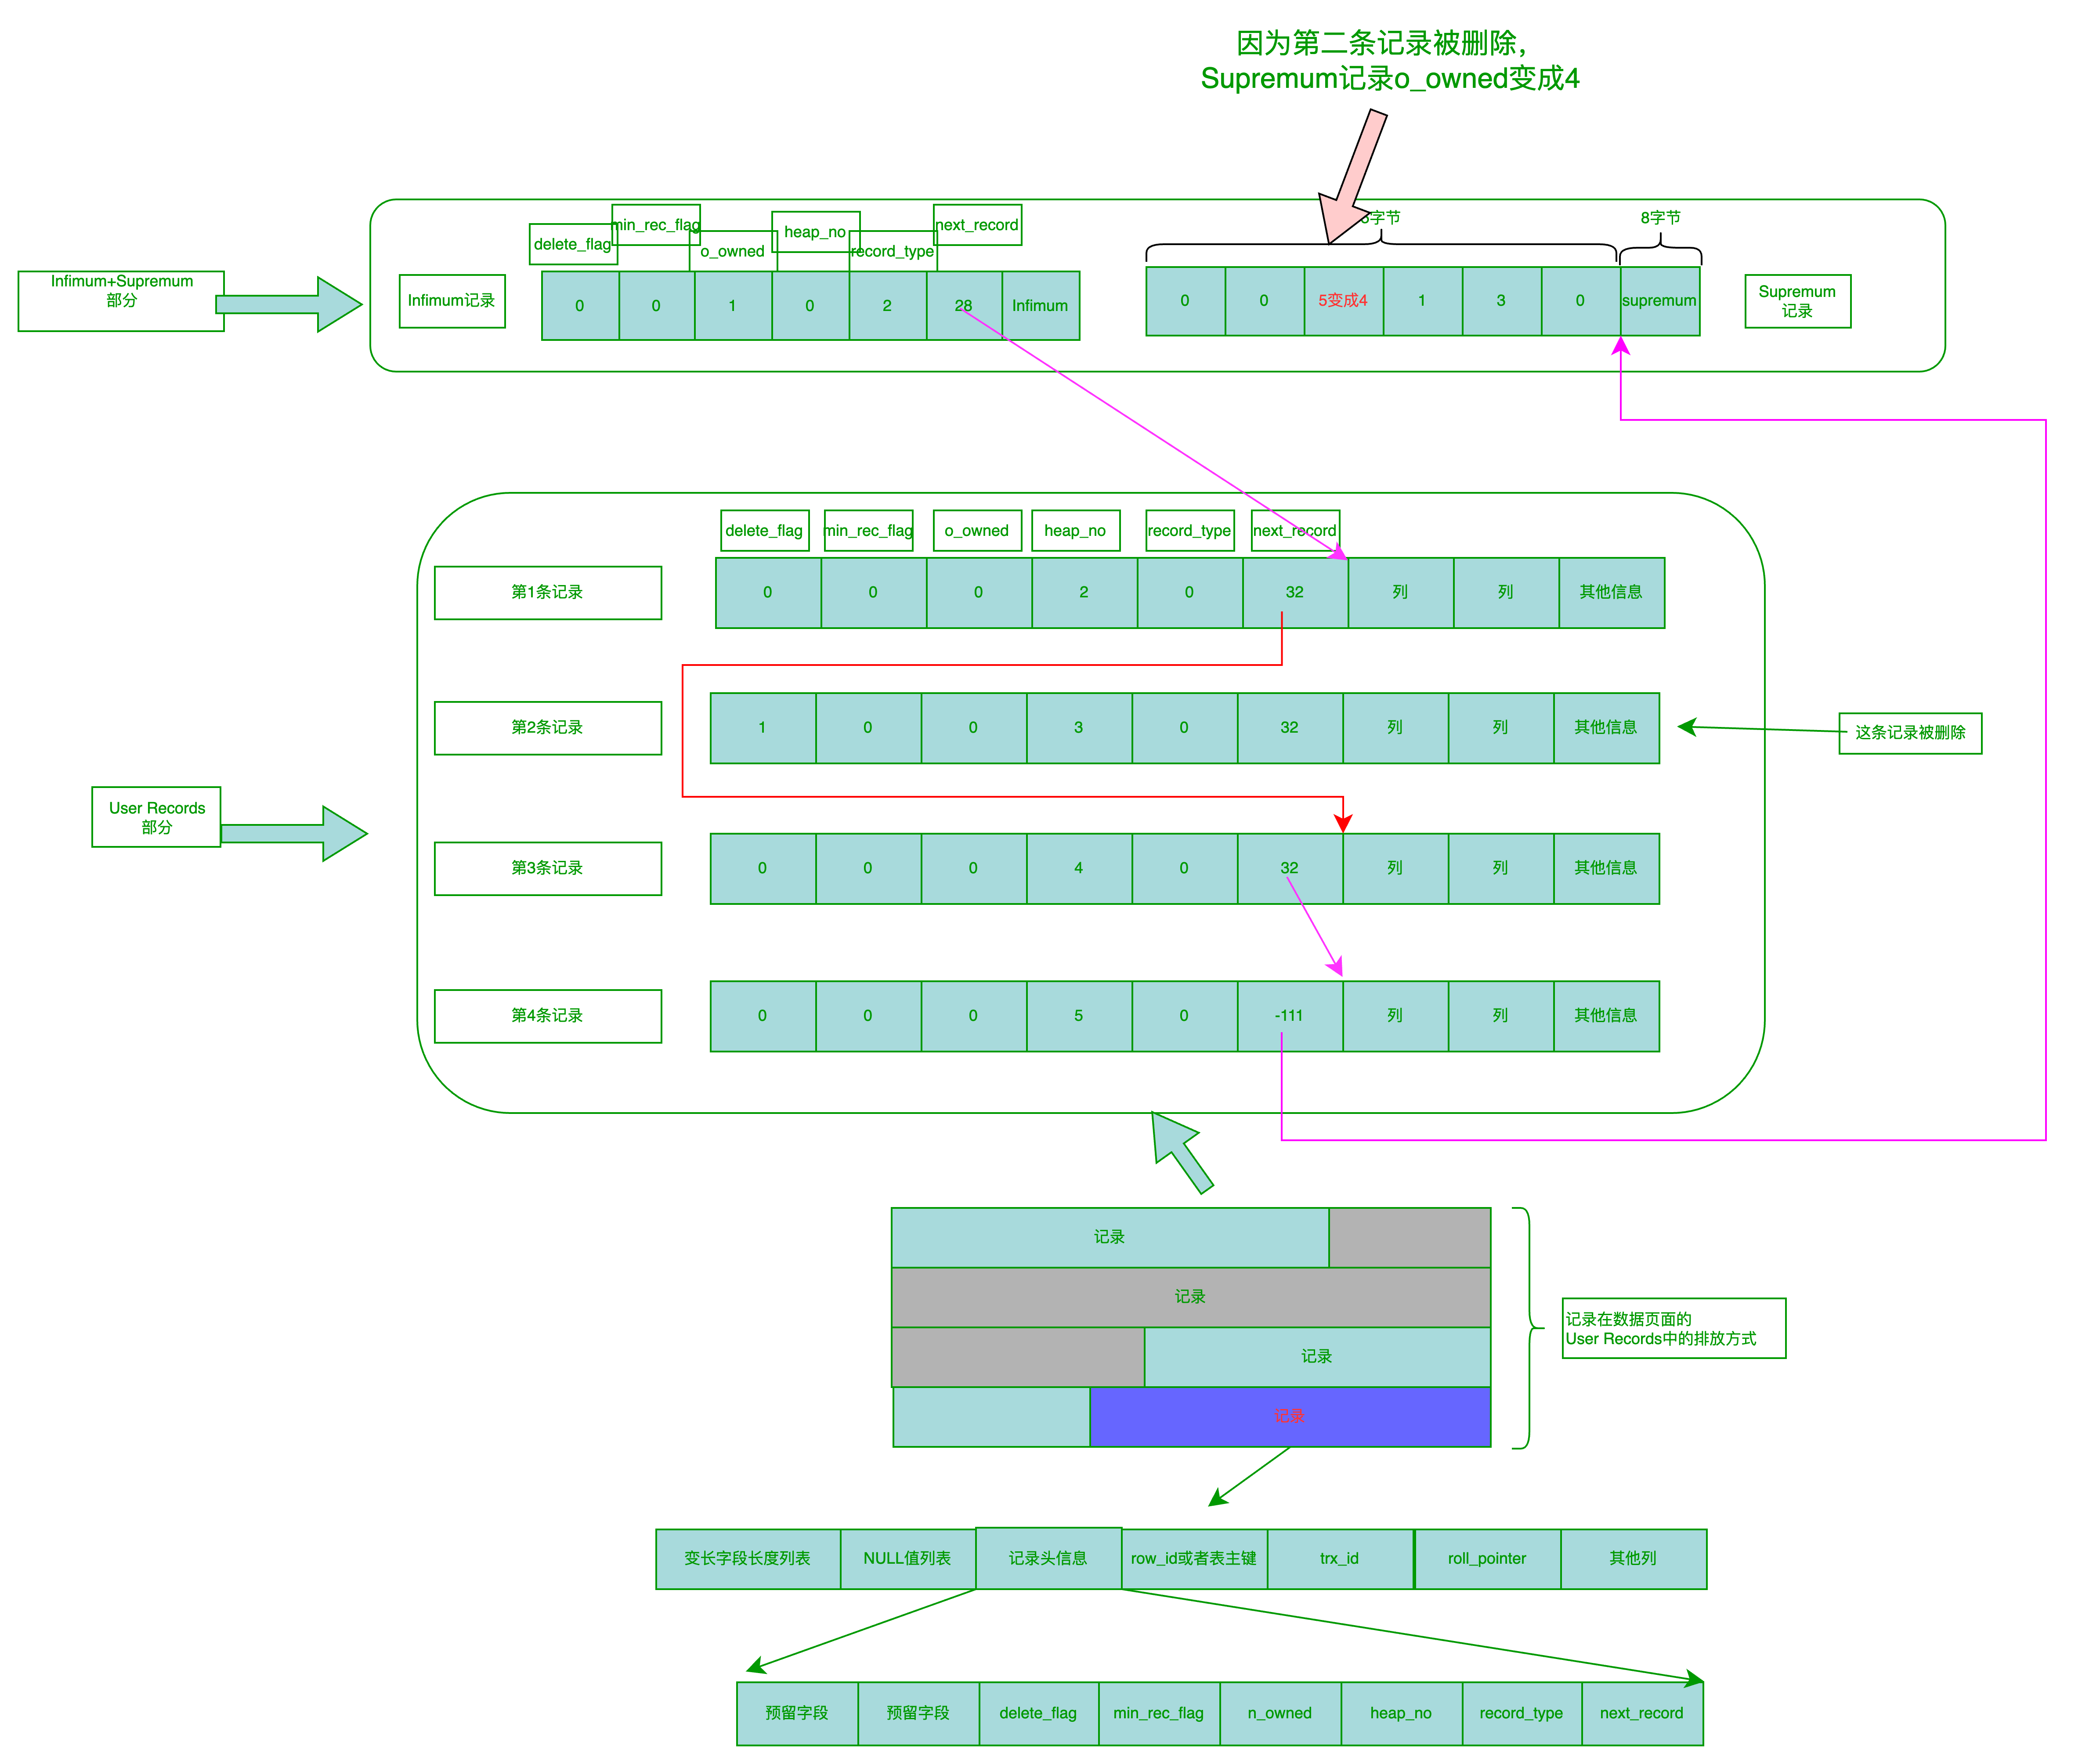 因为第二条记录被删除，
Supremum记录o_owned变成4
delete_flag
min_rec_flag
o_owned
heap_no
record_type
next_record
字节
8字节
Infimum+Supremum
部分
Infimum记录
0
0
1
0
2
28
Infimum
0
0
5变成4
1
3
0
supremum
Supremum
记录
delete_flag
min_rec_flag
o_owned
heap_no
record_type
next_record
第1条记录
0
0
0
2
0
32
列
列
其他信息
第2条记录
1
0
0
3
0
32
列
列
其他信息
这条记录被删除
User Records
部分
第3条记录
0
0
0
4
0
32
列
列
其他信息
第4条记录
0
0
0
5
0
-111
列
列
其他信息
记录
记录
记录
记录
记录在数据页面的
User Records中的排放方式
变长字段长度列表
NULL值列表
记录头信息
row_id或者表主键
trx_id
roll_pointer
其他列
预留字段
预留字段
delete_flag
min_rec_flag
n_owned
heap_no
record_type
next_record